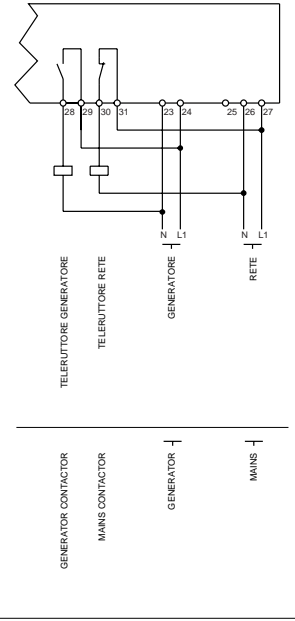 28 29 30 31 23 24 25 26 27
N L1 N L1
TELERUTTORE GENERATORE
TELERUTTORE RETE
GENERATORE
RETE
GENERATOR CONTACTOR
MAINS CONTACTOR
GENERATOR
MAINS